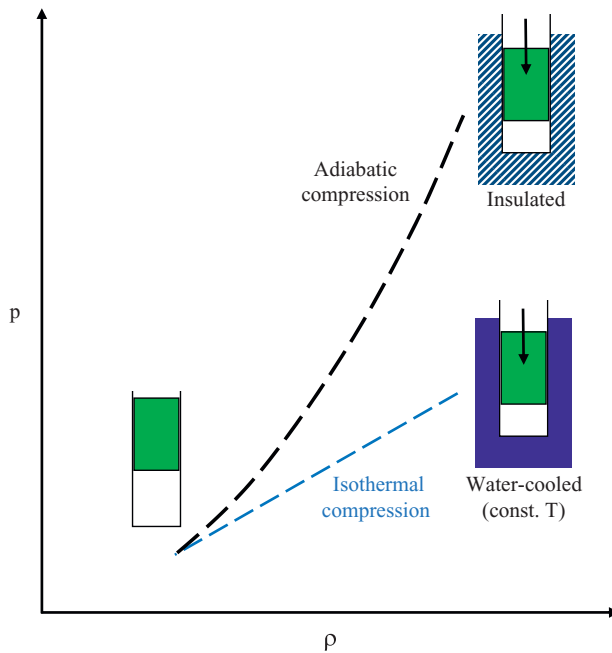 p
Adiabatic
compression
Insulated
Isothermal
compression
Water-cooled
(const. T)
ρ